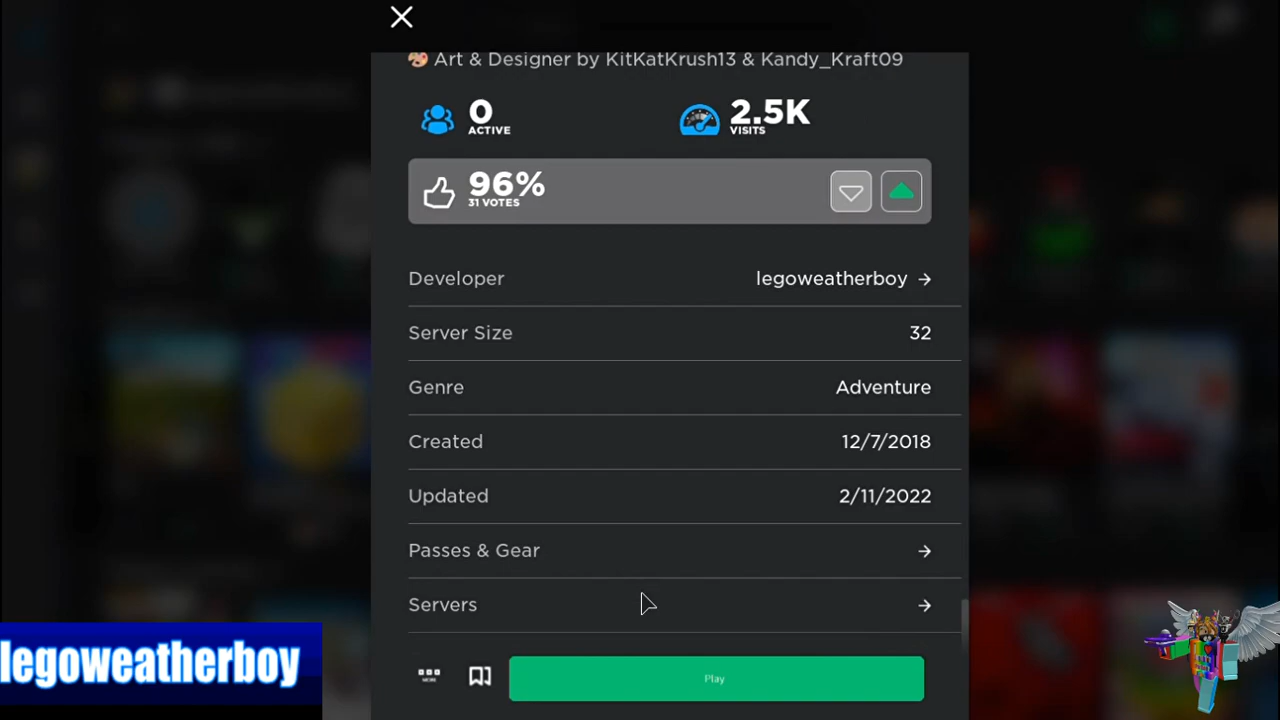 Art & Designer by KitKatKrush13 & Kandy_Kraft09
0
ACTIVE
2.5K
VISITS
96%
31 VOTES
Developer legoweatherboy
Server Size 32
Genre Adventure
Created 12/7/2018
Updated 2/11/2022
Passes & Gear
Servers
MORE
Play
legoweatherboy